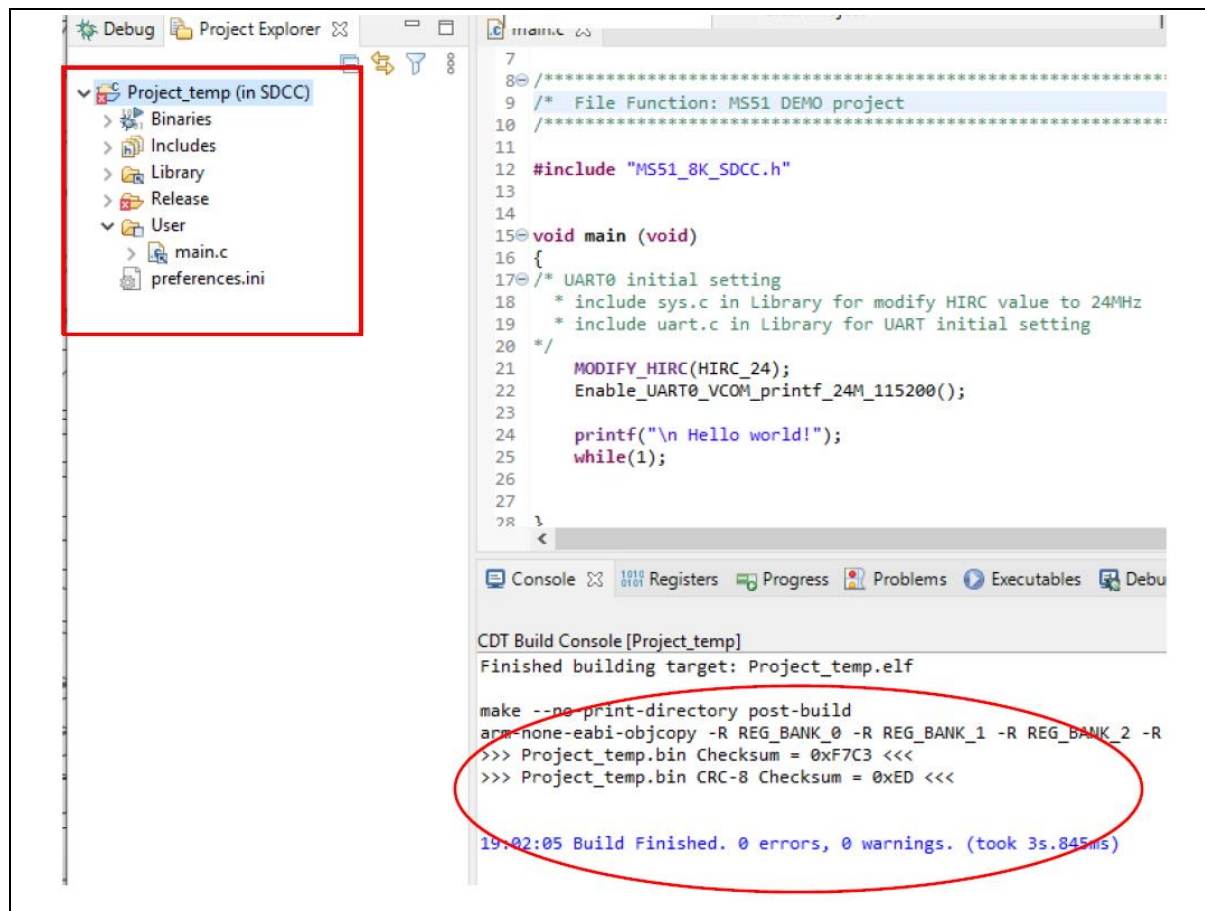 Debug Project Explorer
Project_temp (in SDCC)
Binaries
Includes
Library
Release
User
main.c
preferences.ini
main.c
7
8 /************************************************************
9 /* File Function: MS51 DEMO project
10 /************************************************************
11
12 #include "MS51_8K_SDCC.h"
13
14
15 void main (void)
16 {
17 /* UART0 initial setting
18 * include sys.c in Library for modify HIRC value to 24MHz
19 * include uart.c in Library for UART initial setting
20 */
21 MODIFY_HIRC(HIRC_24);
22 Enable_UART0_VCOM_printf_24M_115200();
23
24 printf("\n Hello world!");
25 while(1);
26
27
28 }
Console Registers Progress Problems Executables Debu
CDT Build Console [Project_temp]
Finished building target: Project_temp.elf
make --no-print-directory post-build
arm-none-eabi-objcopy -R REG_BANK_0 -R REG_BANK_1 -R REG_BANK_2 -R
>>> Project_temp.bin Checksum = 0xF7C3 <<<
>>> Project_temp.bin CRC-8 Checksum = 0xED <<<
19:02:05 Build Finished. 0 errors, 0 warnings. (took 3s.845ms)